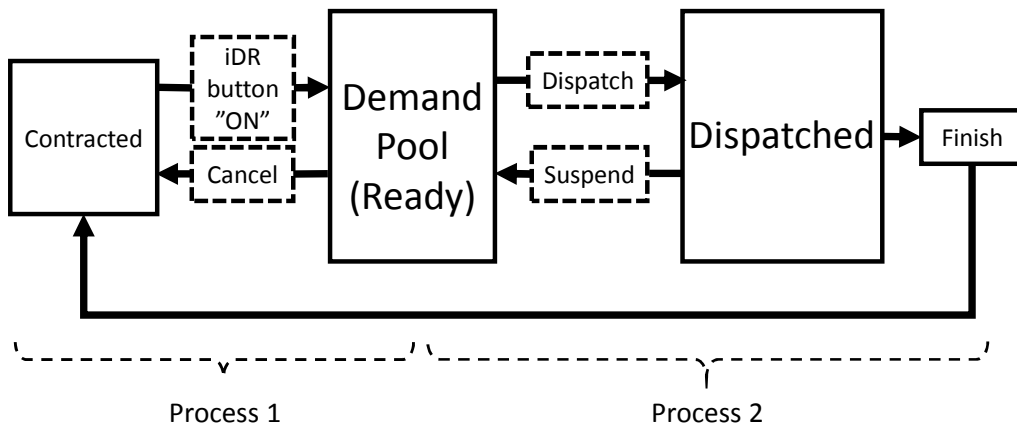 Contracted
iDR
button
”ON”
Cancel
Demand
Pool
(Ready)
Dispatch
Suspend
Dispatched
Finish
Process 1
Process 2